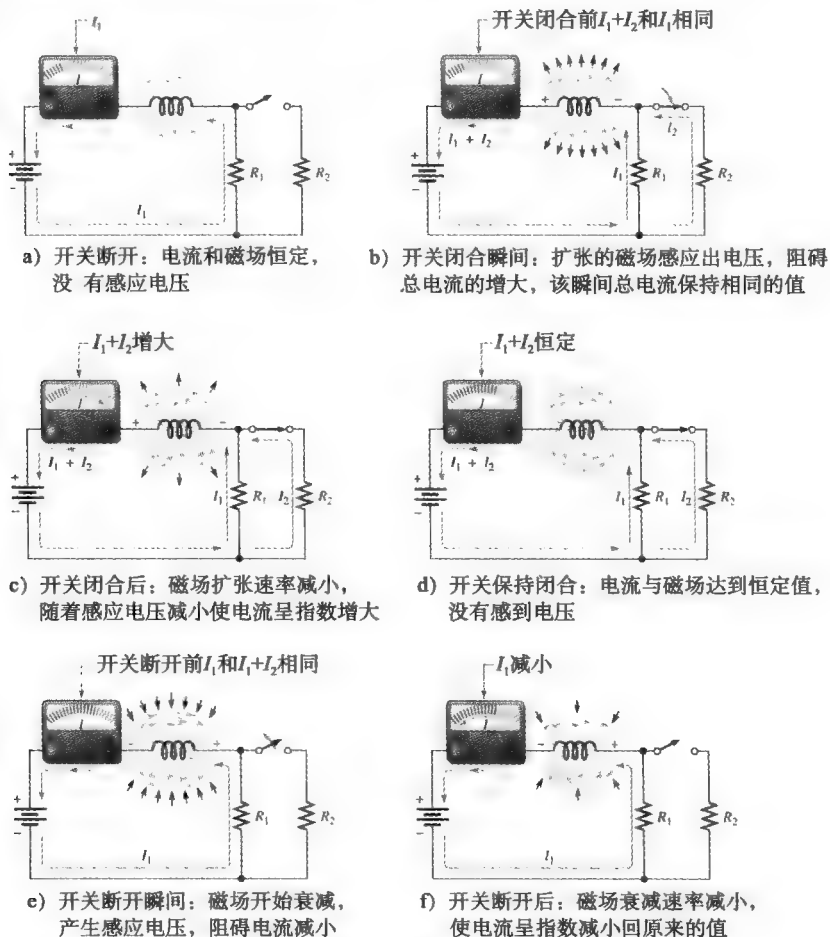 I₁
+
−
I₁
R₁
R₂
a) 开关断开：电流和磁场恒定，
没 有感应电压
开关闭合前I₁+I₂和I₁相同
+
−
I₁ + I₂
I₂
+
−
I₁
R₁
R₂
b) 开关闭合瞬间：扩张的磁场感应出电压，阻碍
总电流的增大，该瞬间总电流保持相同的值
I₁+I₂增大
+
−
I₁ + I₂
+
−
I₁
R₁
I₂
R₂
c) 开关闭合后：磁场扩张速率减小，
随着感应电压减小使电流呈指数增大
I₁+I₂恒定
I₁ + I₂
+
−
I₁
R₁
I₂
R₂
d) 开关保持闭合：电流与磁场达到恒定值，
没有感到电压
开关断开前I₁和I₁+I₂相同
−
+
+
−
I₁
R₁
R₂
e) 开关断开瞬间：磁场开始衰减，
产生感应电压，阻碍电流减小
I₁减小
−
+
+
−
I₁
R₁
R₂
f) 开关断开后：磁场衰减速率减小，
使电流呈指数减小回原来的值